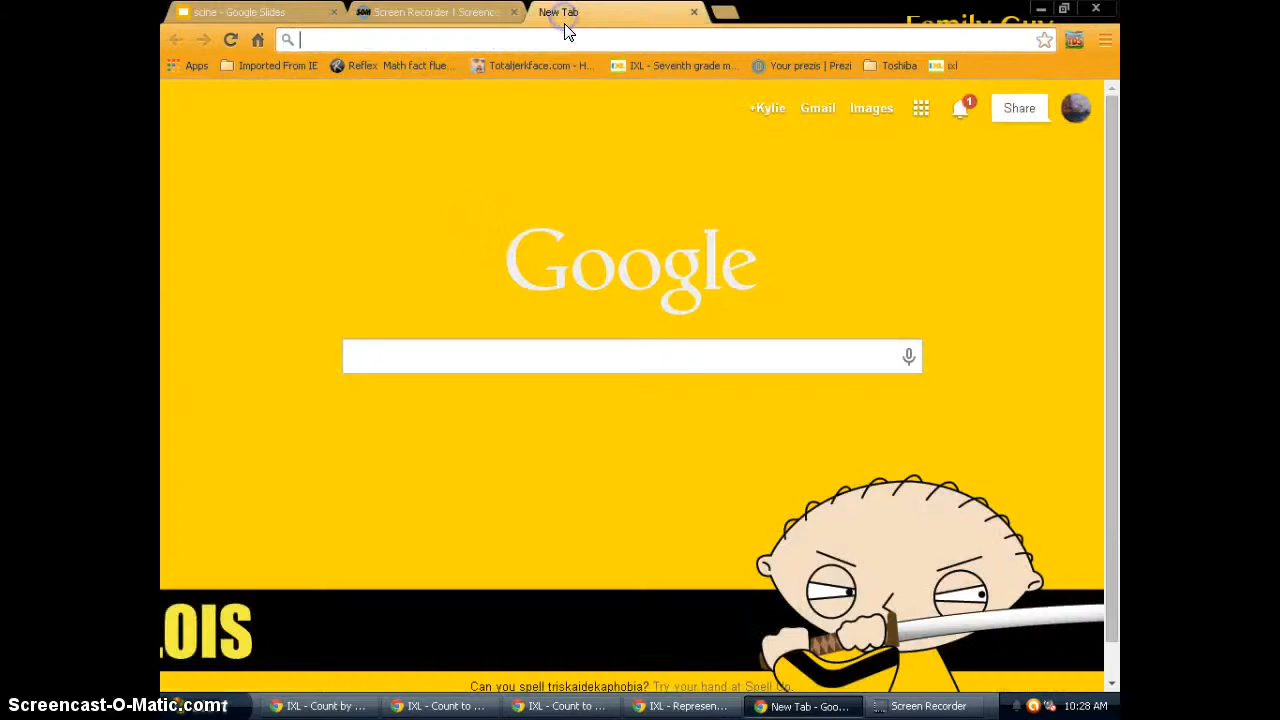 scine - Google Slides
Screen Recorder | Screenc
New Tab
Family Guy
Apps
Imported From IE
Reflex Math fact flue...
Totaljerkface.com - H...
IXL - Seventh grade m...
Your prezis | Prezi
Toshiba
ixl
+Kylie
Gmail
Images
1
Share
Google
LOIS
Can you spell triskaidekaphobia? Try your hand at Spell Up.
IXL - Count by ...
IXL - Count to ...
IXL - Count to ...
IXL - Represen...
New Tab - Goo...
Screen Recorder
10:28 AM
Screencast-O-Matic.com